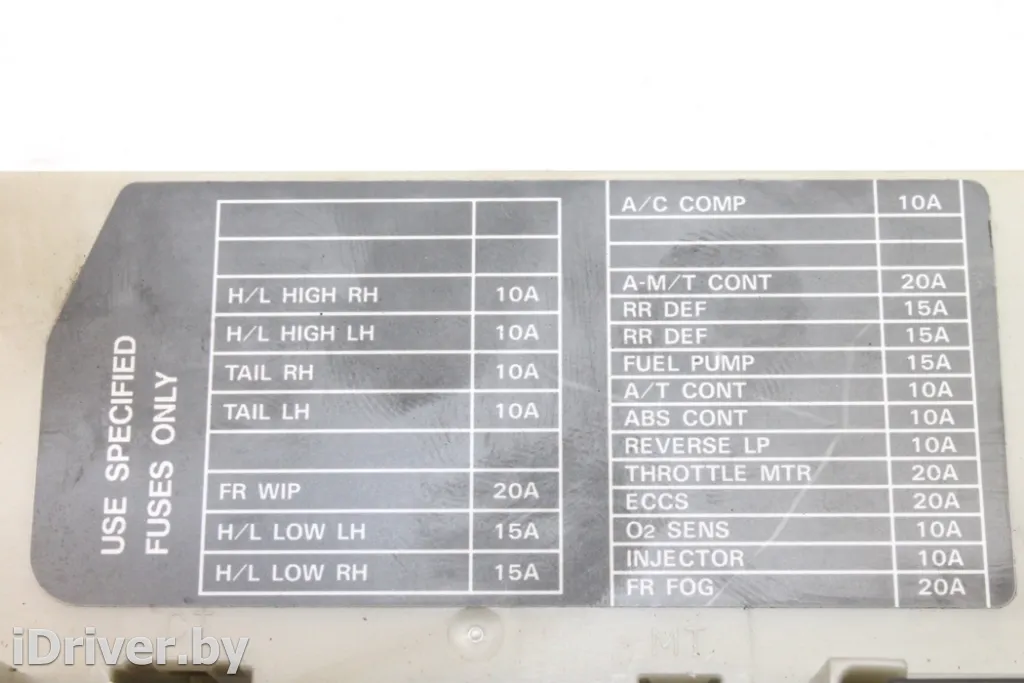 USE SPECIFIED
FUSES ONLY
H/L HIGH RH 10A
H/L HIGH LH 10A
TAIL RH 10A
TAIL LH 10A
FR WIP 20A
H/L LOW LH 15A
H/L LOW RH 15A
A/C COMP 10A
A-M/T CONT 20A
RR DEF 15A
RR DEF 15A
FUEL PUMP 15A
A/T CONT 10A
ABS CONT 10A
REVERSE LP 10A
THROTTLE MTR 20A
ECCS 20A
O2 SENS 10A
INJECTOR 10A
FR FOG 20A
MT
iDriver.by